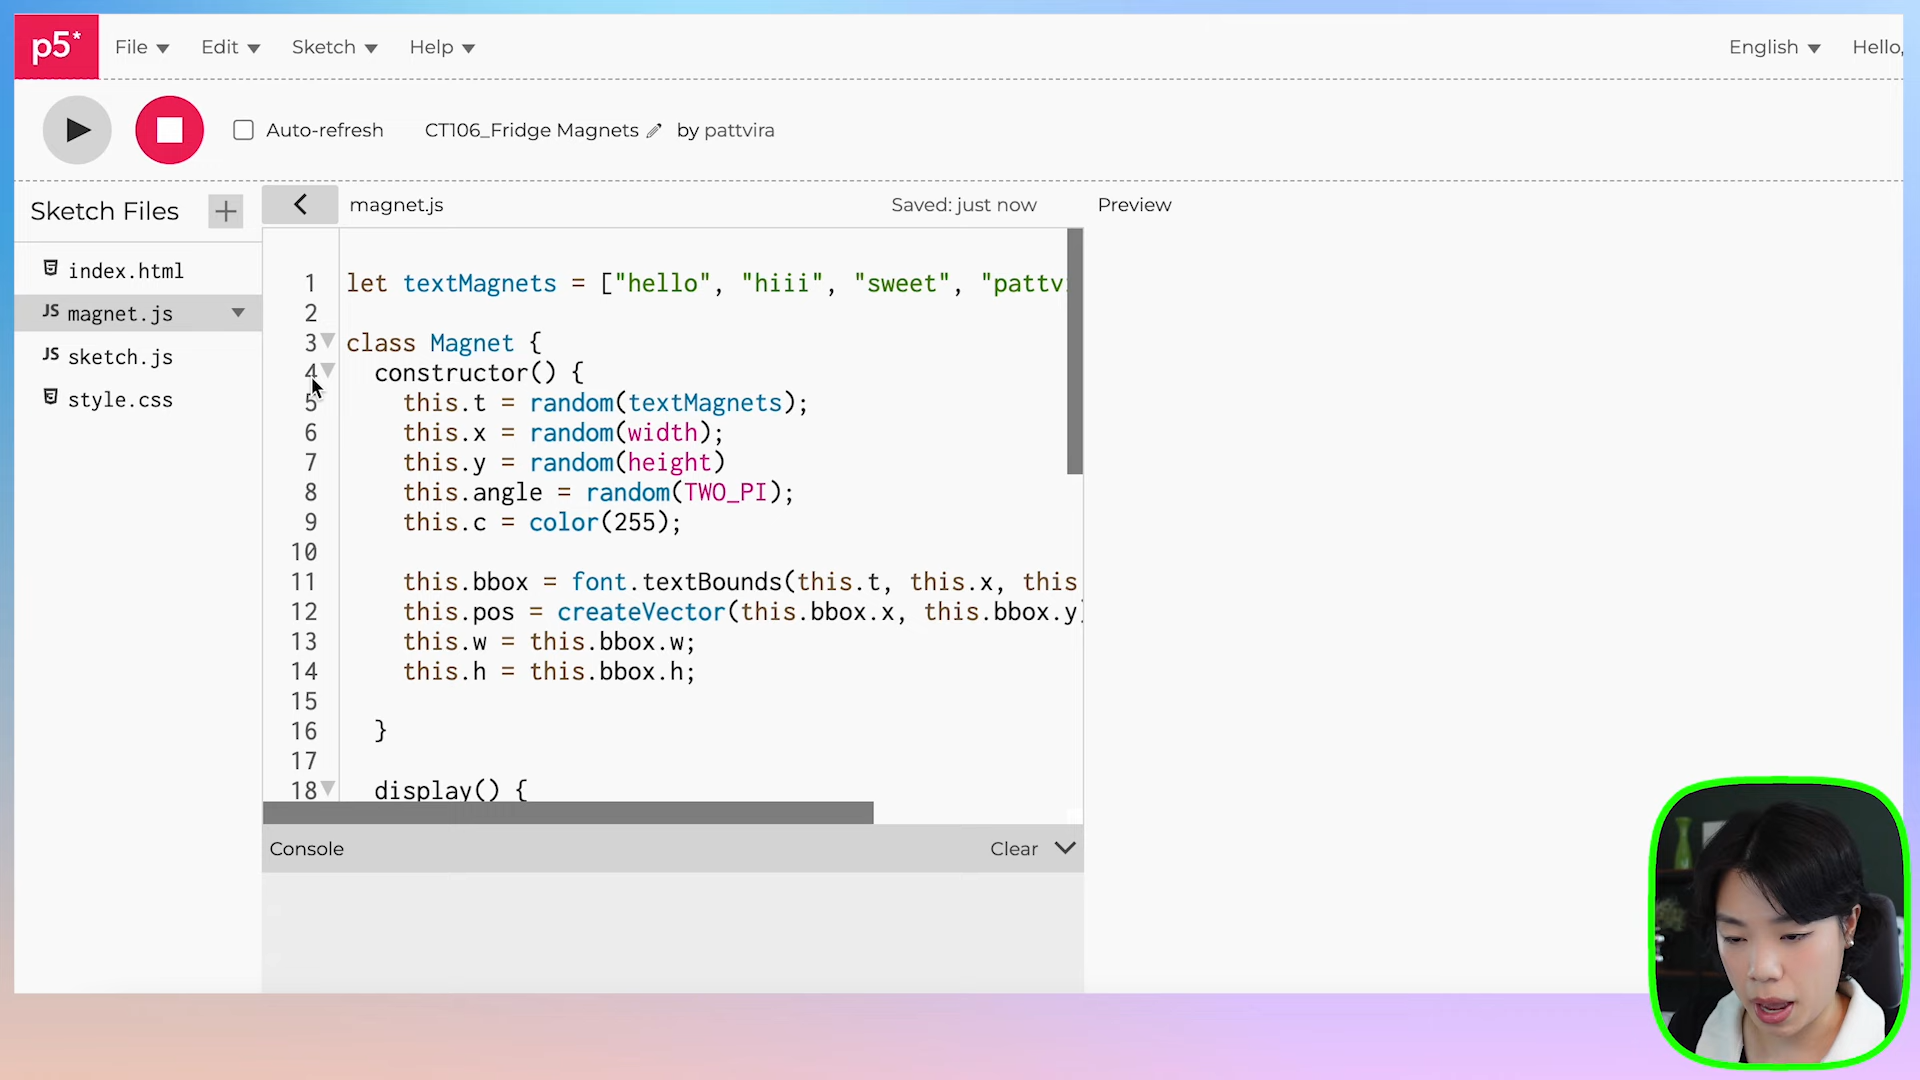 p5*
File
Edit
Sketch
Help
English
Hello,
Auto-refresh
CT106_Fridge Magnets
by pattvira
Sketch Files
magnet.js
Saved: just now
Preview
index.html
magnet.js
sketch.js
style.css
1 let textMagnets = ["hello", "hiii", "sweet", "pattv
2
3 class Magnet {
4 constructor() {
5 this.t = random(textMagnets);
6 this.x = random(width);
7 this.y = random(height)
8 this.angle = random(TWO_PI);
9 this.c = color(255);
10
11 this.bbox = font.textBounds(this.t, this.x, this
12 this.pos = createVector(this.bbox.x, this.bbox.y
13 this.w = this.bbox.w;
14 this.h = this.bbox.h;
15
16 }
17
18 display() {
Console
Clear